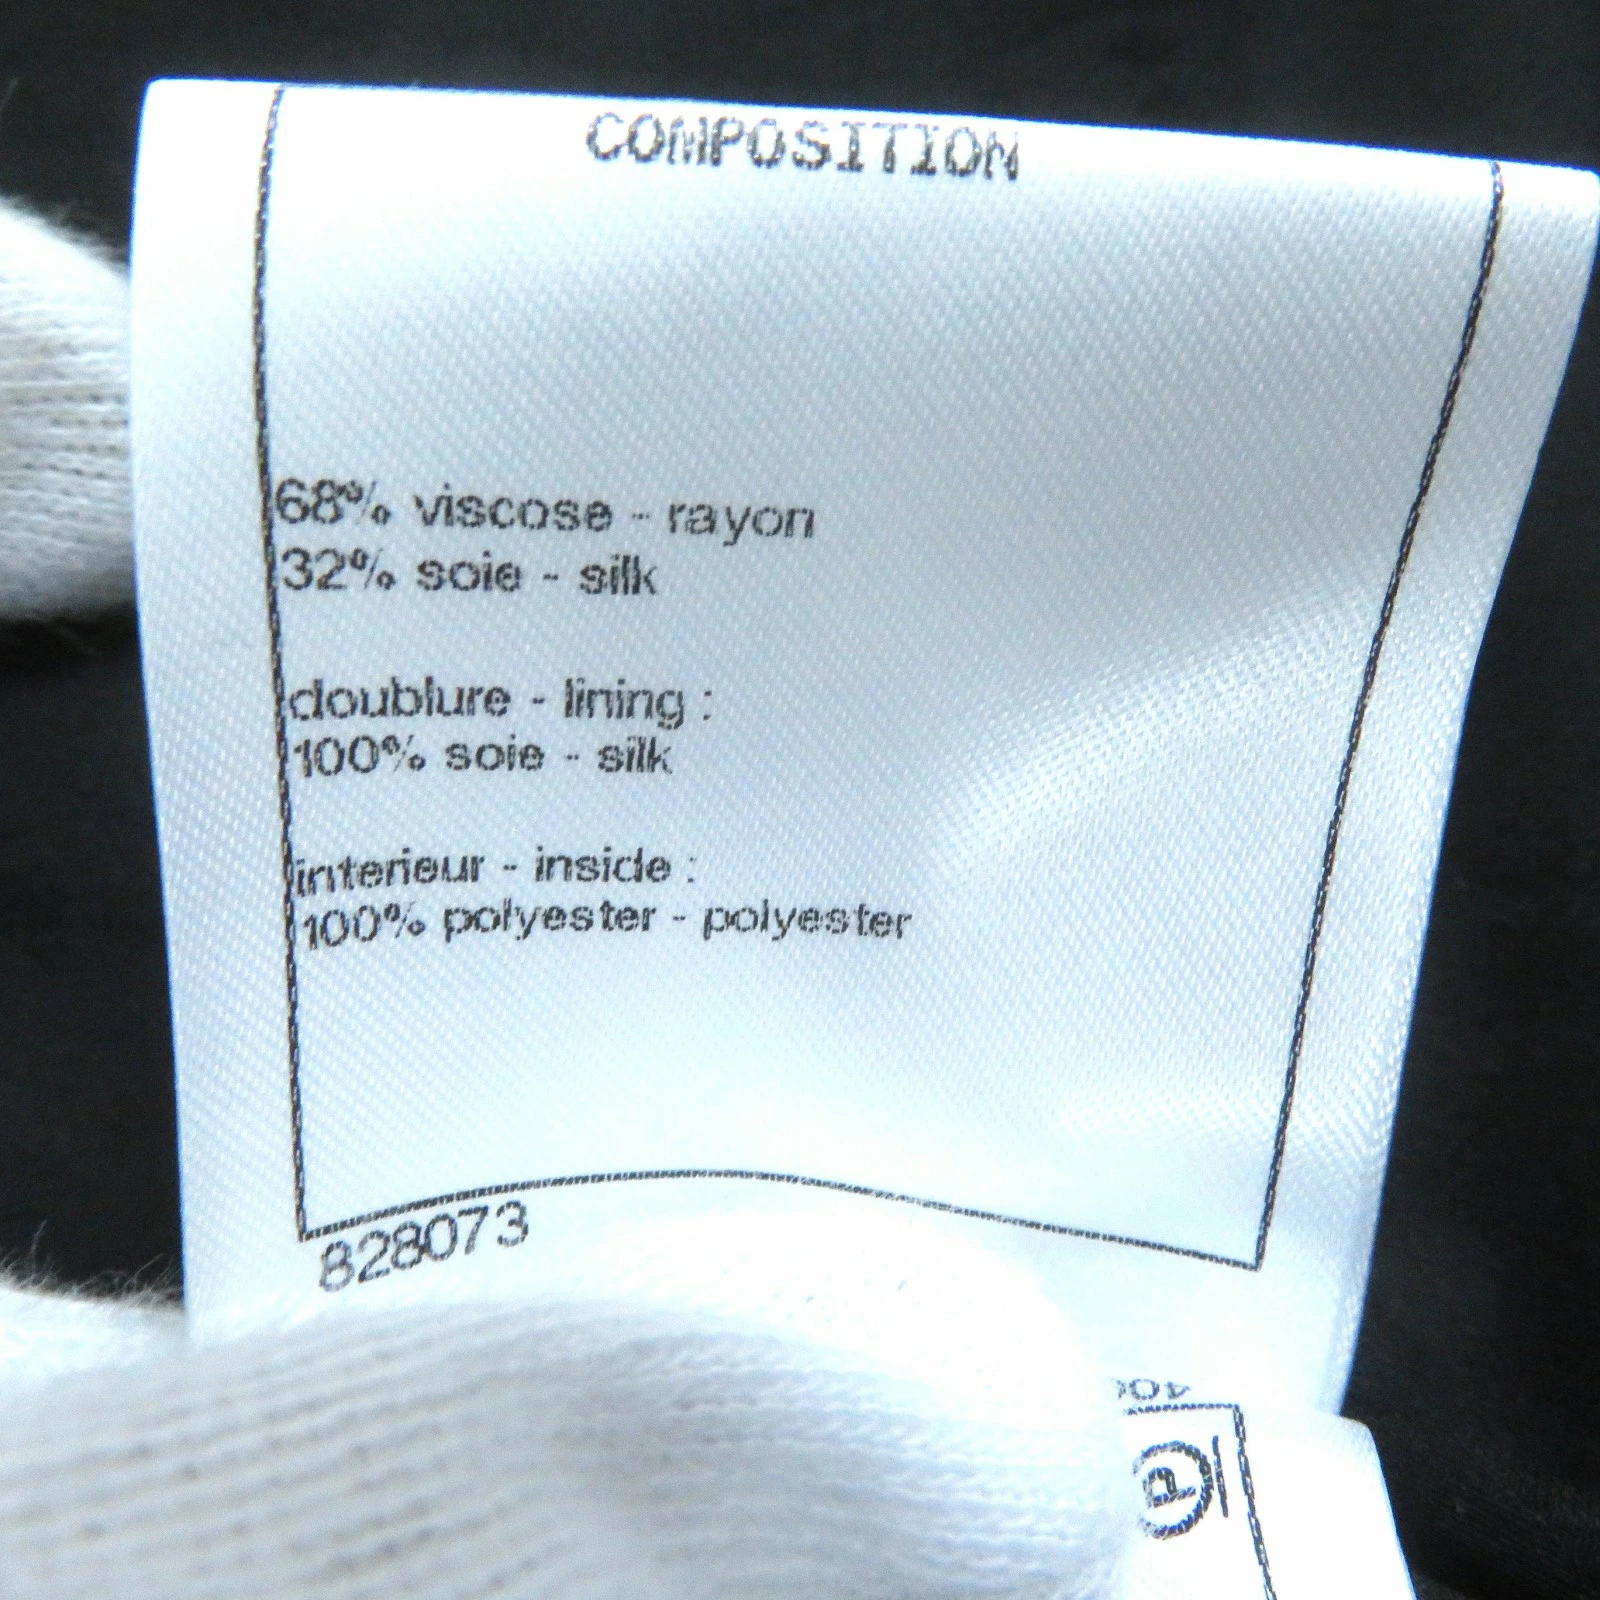 COMPOSITION
68% viscose - rayon
32% soie - silk
doublure - lining :
100% soie - silk
interieur - inside :
100% polyester - polyester
828073
P